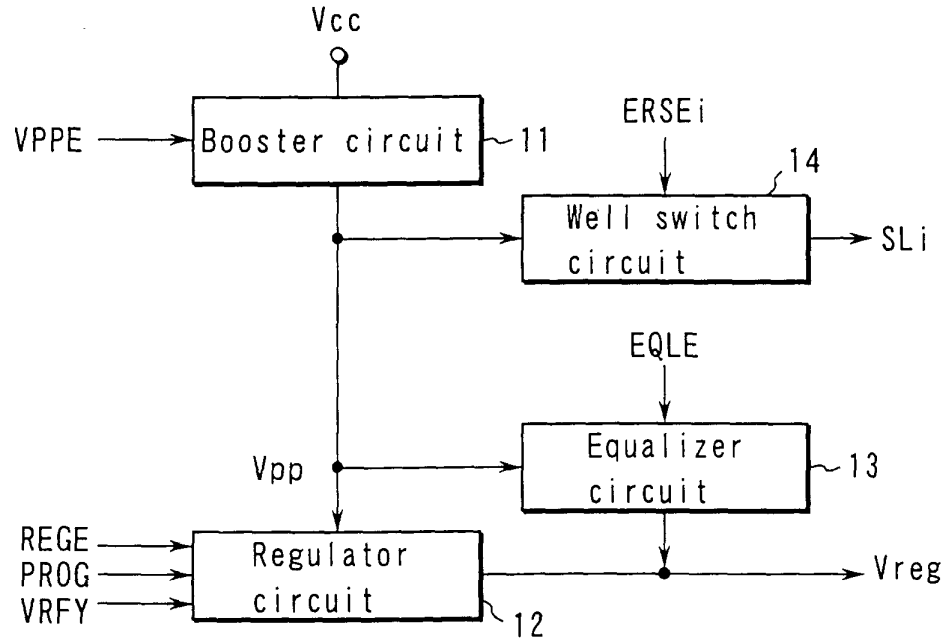 Vcc
VPPE
Booster circuit
11
ERSEi
14
Well switch
circuit
SLi
EQLE
Equalizer
circuit
13
Vpp
REGE
PROG
VRFY
Regulator
circuit
12
Vreg